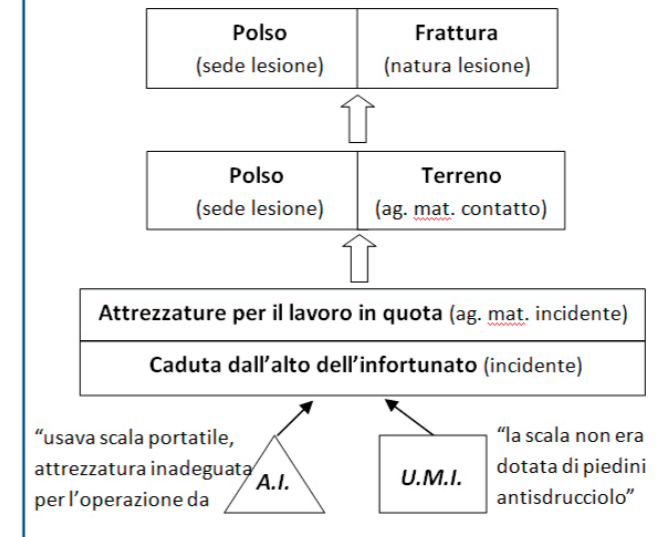 Polso
(sede lesione)
Frattura
(natura lesione)
Polso
(sede lesione)
Terreno
(ag. mat. contatto)
Attrezzature per il lavoro in quota (ag. mat. incidente)
Caduta dall’alto dell’infortunato (incidente)
“usava scala portatile,
attrezzatura inadeguata
per l’operazione da
A.I.
U.M.I.
“la scala non era
dotata di piedini
antisdrucciolo”